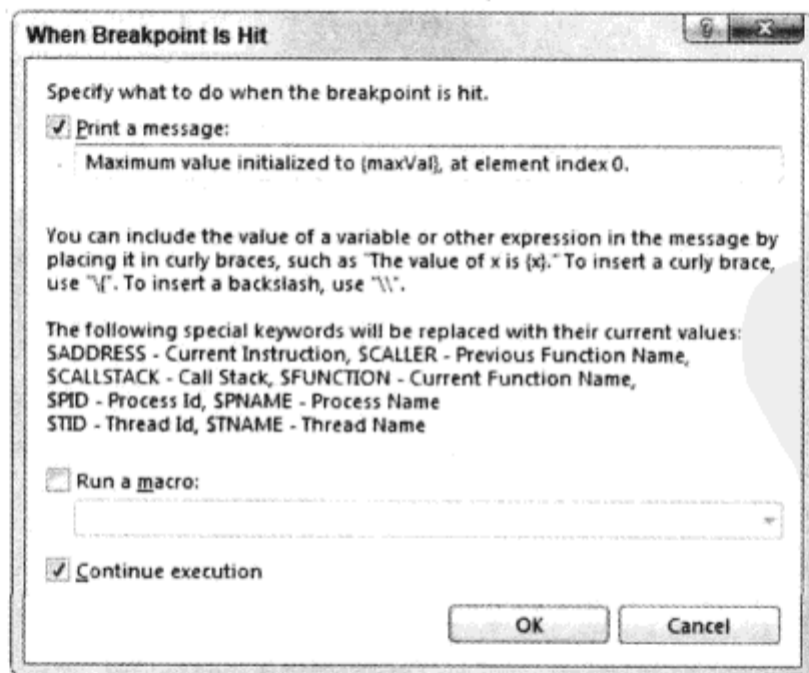 When Breakpoint Is Hit
Specify what to do when the breakpoint is hit.
Print a message:
Maximum value initialized to {maxVal}, at element index 0.
You can include the value of a variable or other expression in the message by
placing it in curly braces, such as "The value of x is {x}." To insert a curly brace,
use "\{". To insert a backslash, use "\\".
The following special keywords will be replaced with their current values:
$ADDRESS - Current Instruction, $CALLER - Previous Function Name,
$CALLSTACK - Call Stack, $FUNCTION - Current Function Name,
$PID - Process Id, $PNAME - Process Name
$TID - Thread Id, $TNAME - Thread Name
Run a macro:
Continue execution
OK Cancel